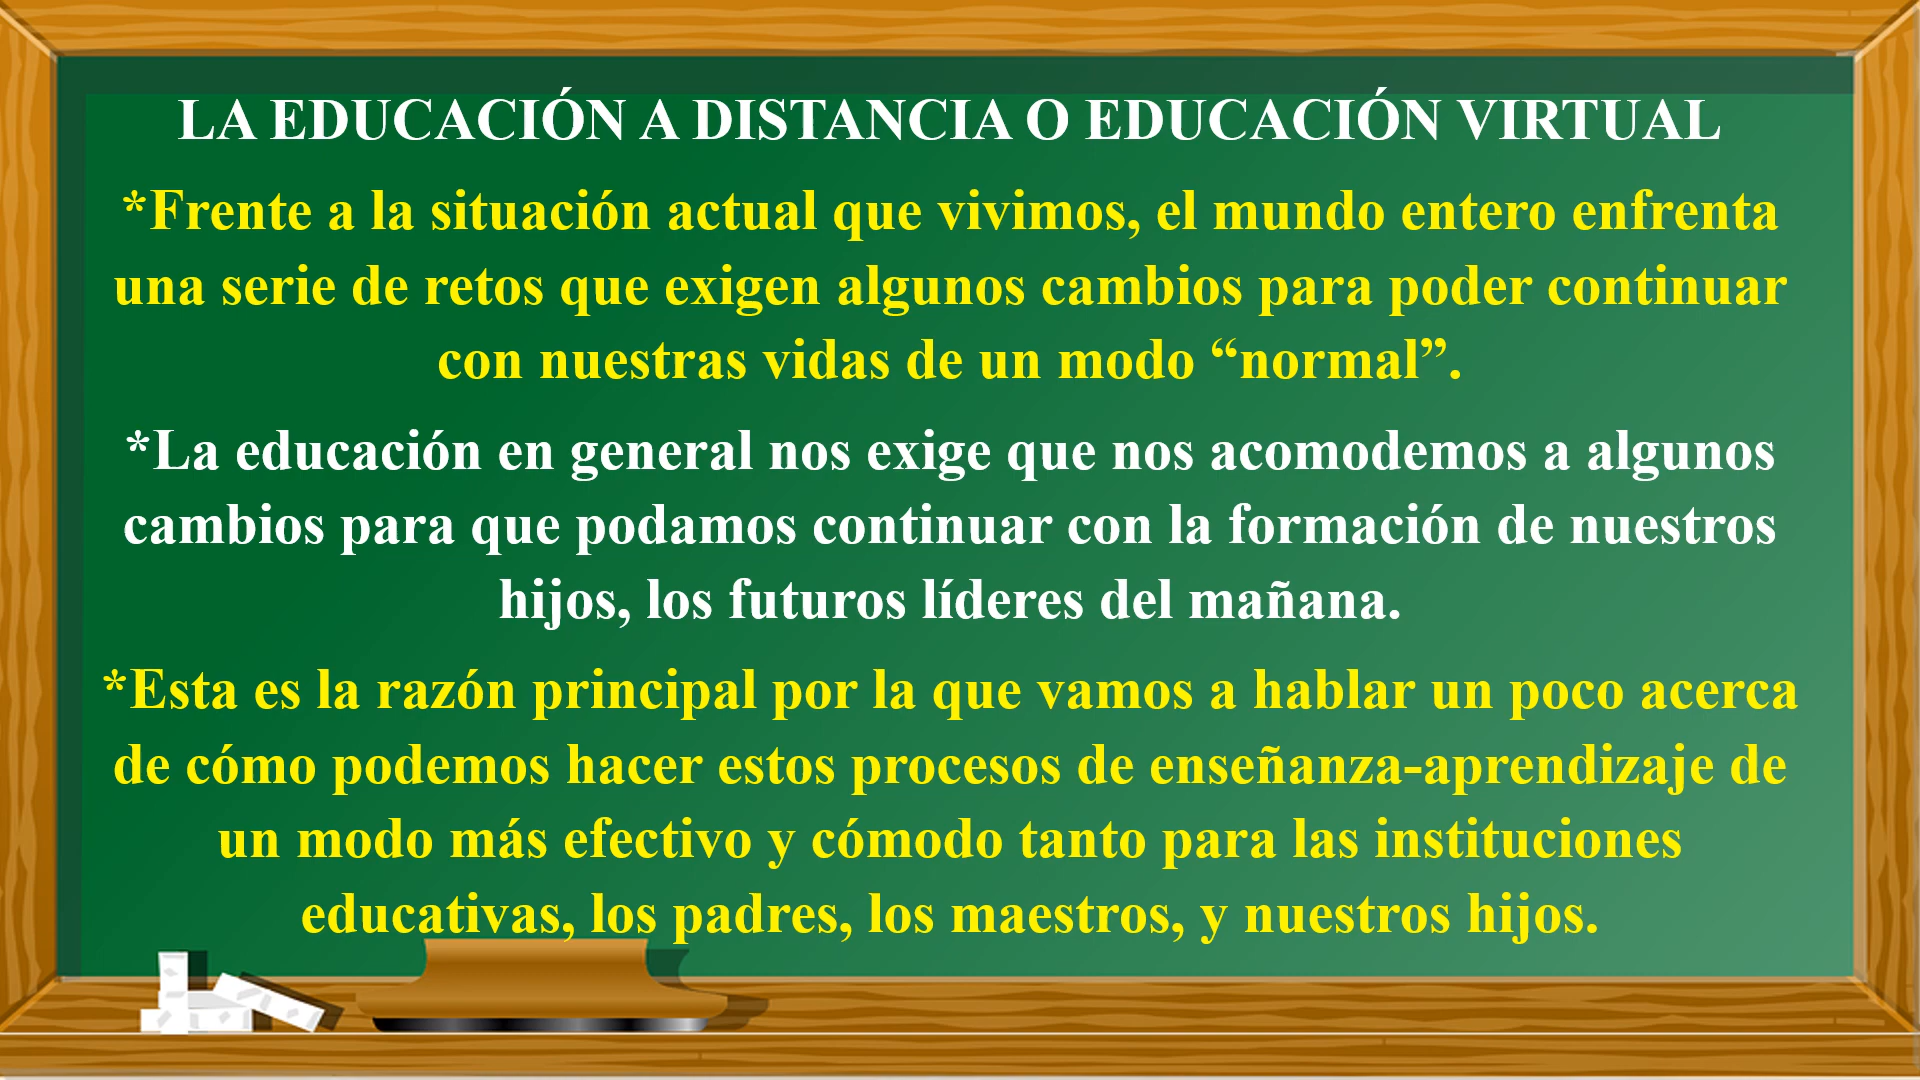 LA EDUCACIÓN A DISTANCIA O EDUCACIÓN VIRTUAL
*Frente a la situación actual que vivimos, el mundo entero enfrenta
una serie de retos que exigen algunos cambios para poder continuar
con nuestras vidas de un modo “normal”.
*La educación en general nos exige que nos acomodemos a algunos
cambios para que podamos continuar con la formación de nuestros
hijos, los futuros líderes del mañana.
*Esta es la razón principal por la que vamos a hablar un poco acerca
de cómo podemos hacer estos procesos de enseñanza-aprendizaje de
un modo más efectivo y cómodo tanto para las instituciones
educativas, los padres, los maestros, y nuestros hijos.